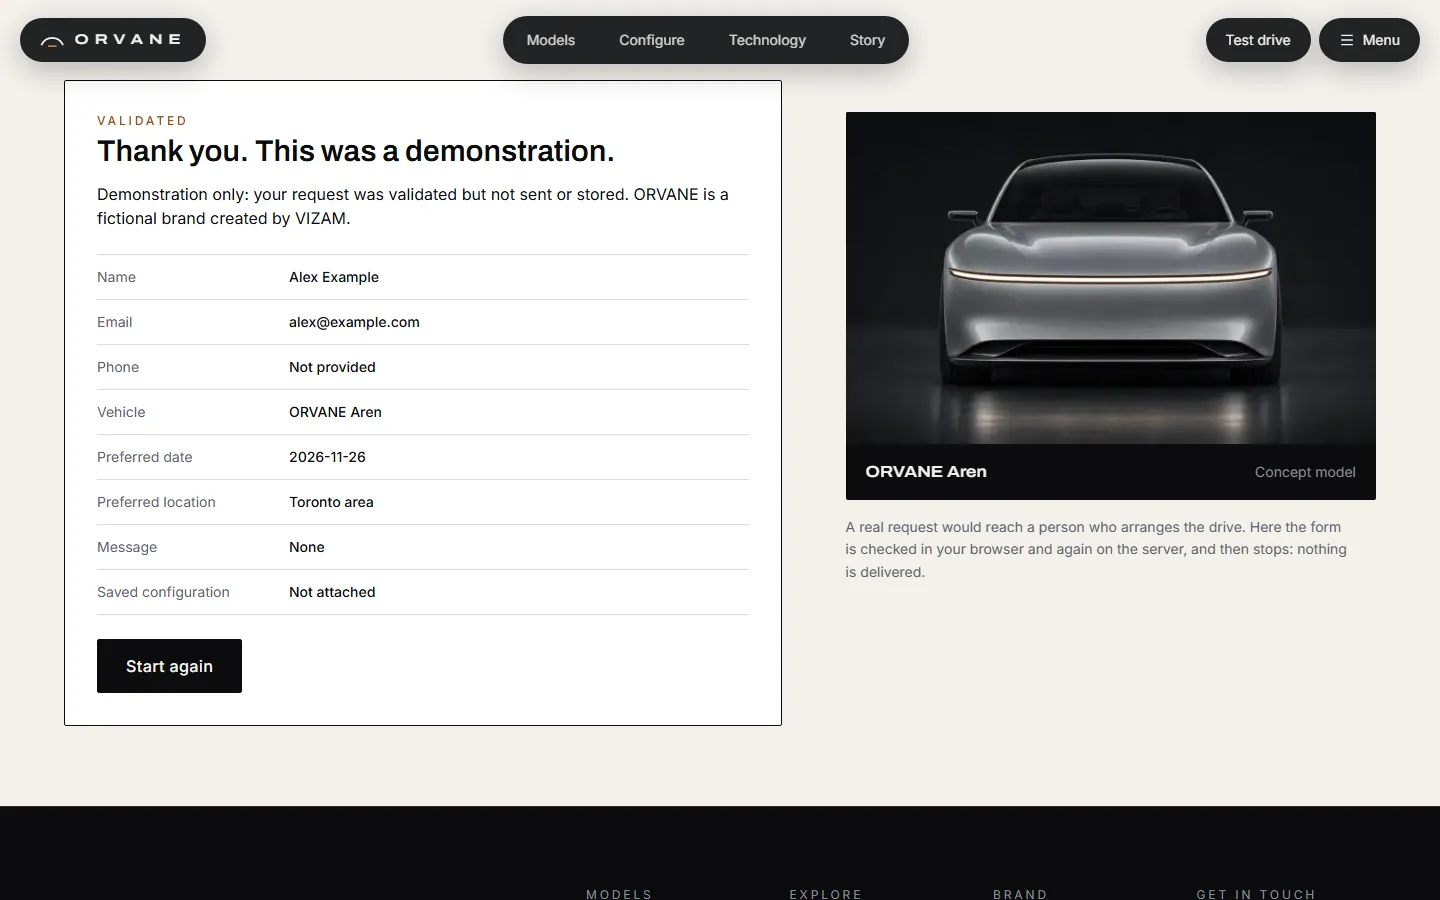 ORVANE
Models
Configure
Technology
Story
Test drive
Menu
VALIDATED
Thank you. This was a demonstration.
Demonstration only: your request was validated but not sent or stored. ORVANE is a
fictional brand created by VIZAM.
Name Alex Example
Email alex@example.com
Phone Not provided
Vehicle ORVANE Aren
Preferred date 2026-11-26
Preferred location Toronto area
Message None
Saved configuration Not attached
Start again
ORVANE Aren
Concept model
A real request would reach a person who arranges the drive. Here the form
is checked in your browser and again on the server, and then stops: nothing
is delivered.
MODELS
EXPLORE
BRAND
GET IN TOUCH